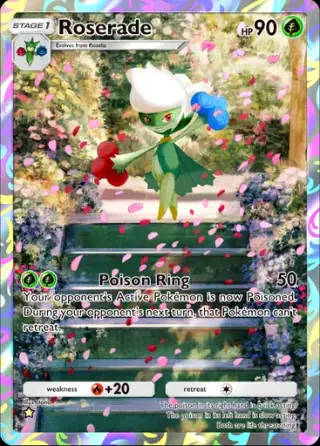 STAGE 1
Roserade
HP 90
Evolves from Roselia
Poison Ring 50
Your opponent's Active Pokémon is now Poisoned.
During your opponent's next turn, that Pokémon can't
retreat.
weakness +20 retreat
The poison in its right hand is quick acting.
The poison in its left hand is slow acting.
Both are life threatening.